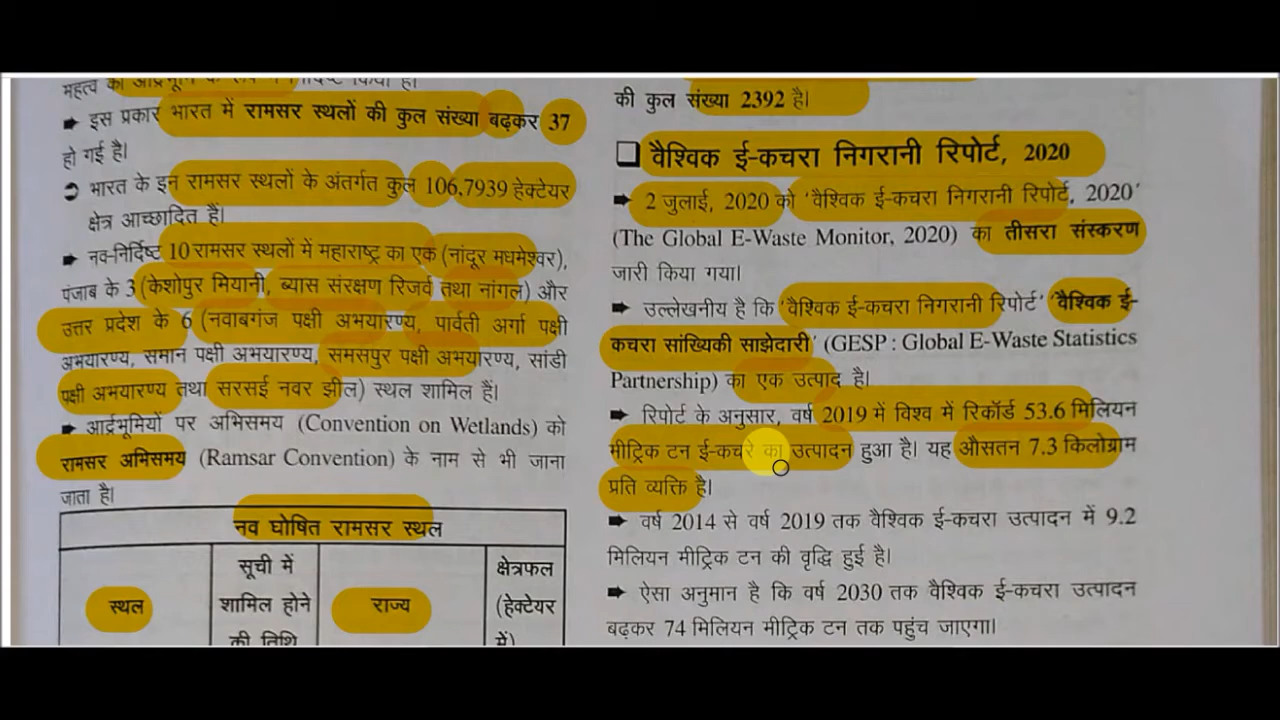 महत्व
इस प्रकार भारत में रामसर स्थलों की कुल संख्या बढ़कर 37
हो गई है।
भारत के इन रामसर स्थलों के अंतर्गत कुल 106,7939 हेक्टेयर
क्षेत्र आच्छादित है।
नव-निर्दिष्ट 10 रामसर स्थलों में महाराष्ट्र का एक (नांदूर मधमेश्वर),
पंजाब के 3 (केशोपुर मियानी, ब्यास संरक्षण रिजर्व तथा नांगल) और
उत्तर प्रदेश के 6 (नवाबगंज पक्षी अभयारण्य, पार्वती अर्गा पक्षी
अभयारण्य, समान पक्षी अभयारण्य, समसपुर पक्षी अभयारण्य, सांडी
पक्षी अभयारण्य तथा सरसई नवर झील) स्थल शामिल हैं।
आर्द्रभूमियों पर अभिसमय (Convention on Wetlands) को
रामसर अभिसमय (Ramsar Convention) के नाम से भी जाना
जाता है।
नव घोषित रामसर स्थल
स्थल
सूची में
शामिल होने
की तिथि
राज्य
क्षेत्रफल
(हेक्टेयर
में)
की कुल संख्या 2392 है।
❑ वैश्विक ई-कचरा निगरानी रिपोर्ट, 2020
2 जुलाई, 2020 को 'वैश्विक ई-कचरा निगरानी रिपोर्ट, 2020'
(The Global E-Waste Monitor, 2020) का तीसरा संस्करण
जारी किया गया।
उल्लेखनीय है कि 'वैश्विक ई-कचरा निगरानी रिपोर्ट' 'वैश्विक ई-
कचरा सांख्यिकी साझेदारी' (GESP : Global E-Waste Statistics
Partnership) का एक उत्पाद है।
रिपोर्ट के अनुसार, वर्ष 2019 में विश्व में रिकॉर्ड 53.6 मिलियन
मीट्रिक टन ई-कचरे का उत्पादन हुआ है। यह औसतन 7.3 किलोग्राम
प्रति व्यक्ति है।
वर्ष 2014 से वर्ष 2019 तक वैश्विक ई-कचरा उत्पादन में 9.2
मिलियन मीट्रिक टन की वृद्धि हुई है।
ऐसा अनुमान है कि वर्ष 2030 तक वैश्विक ई-कचरा उत्पादन
बढ़कर 74 मिलियन मीट्रिक टन तक पहुंच जाएगा।